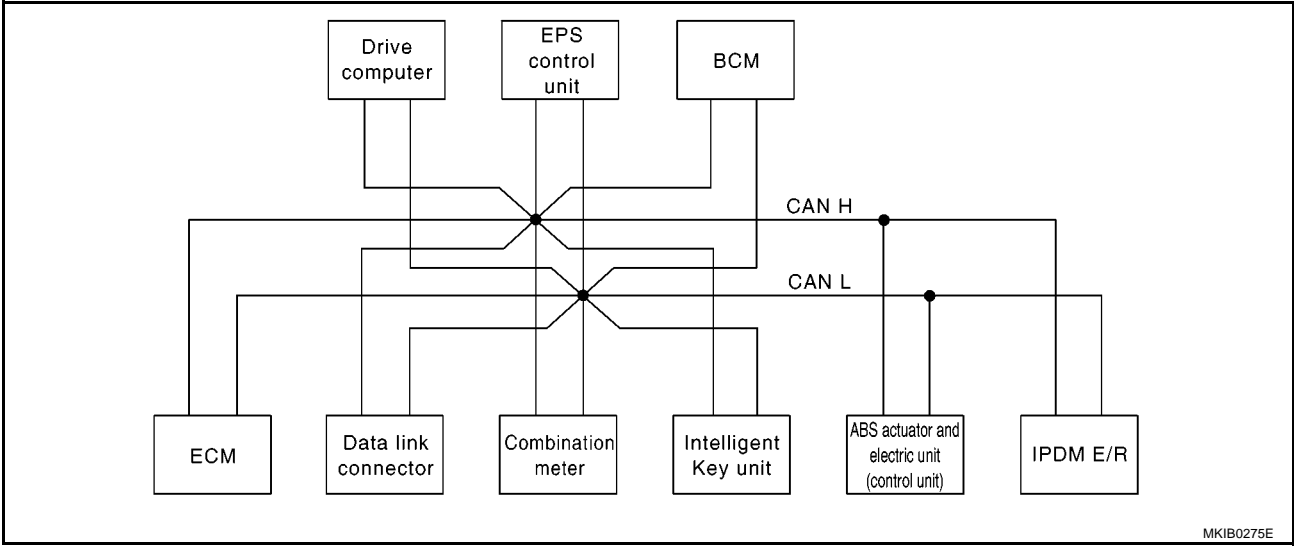 Drive
computer
EPS
control
unit
BCM
CAN H
CAN L
ECM
Data link
connector
Combination
meter
Intelligent
Key unit
ABS actuator and
electric unit
(control unit)
IPDM E/R
MKIB0275E